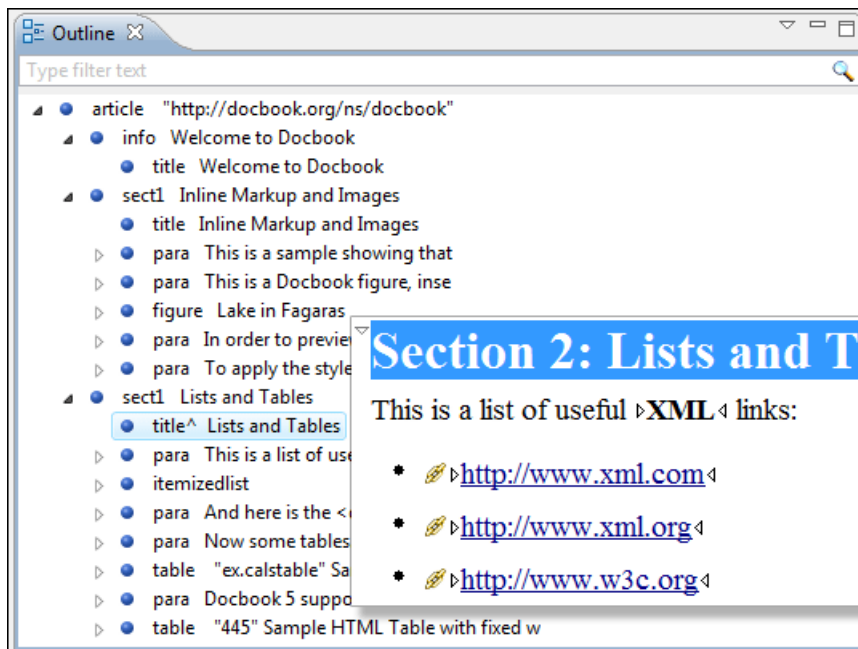 Outline
Type filter text
article "http://docbook.org/ns/docbook"
info Welcome to Docbook
title Welcome to Docbook
sect1 Inline Markup and Images
title Inline Markup and Images
para This is a sample showing that
para This is a Docbook figure, inse
figure Lake in Fagaras
para In order to preview
para To apply the style
sect1 Lists and Tables
title^ Lists and Tables
para This is a list of use
itemizedlist
para And here is the <
para Now some tables
table "ex.calstable" Sa
para Docbook 5 suppo
table "445" Sample HTML Table with fixed w
Section 2: Lists and T
This is a list of useful XML links:
http://www.xml.com
http://www.xml.org
http://www.w3c.org